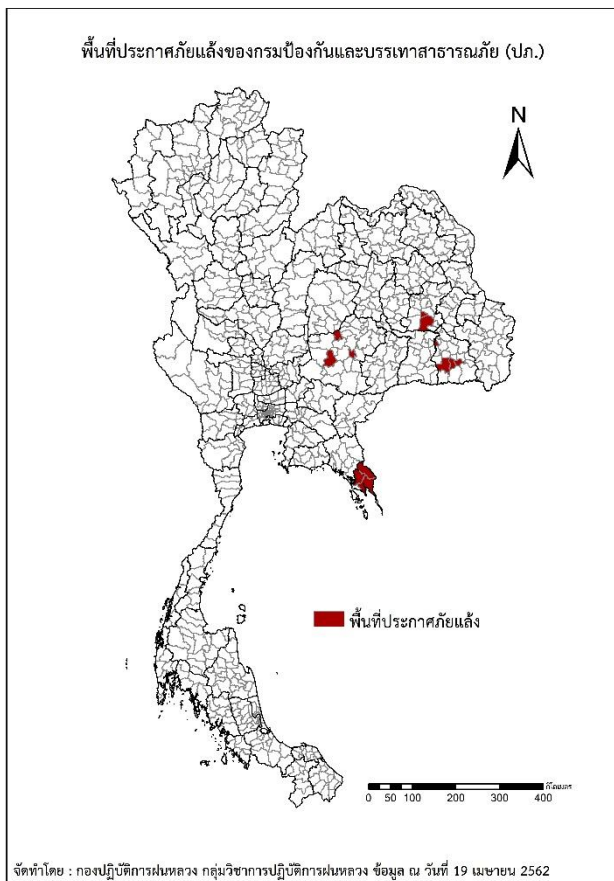 พื้นที่ประกาศภัยแล้งของกรมป้องกันและบรรเทาสาธารณภัย (ปภ.)
N
พื้นที่ประกาศภัยแล้ง
กิโลเมตร
0 50 100 200 300 400
จัดทำโดย : กองปฏิบัติการฝนหลวง กลุ่มวิชาการปฏิบัติการฝนหลวง ข้อมูล ณ วันที่ 19 เมษายน 2562